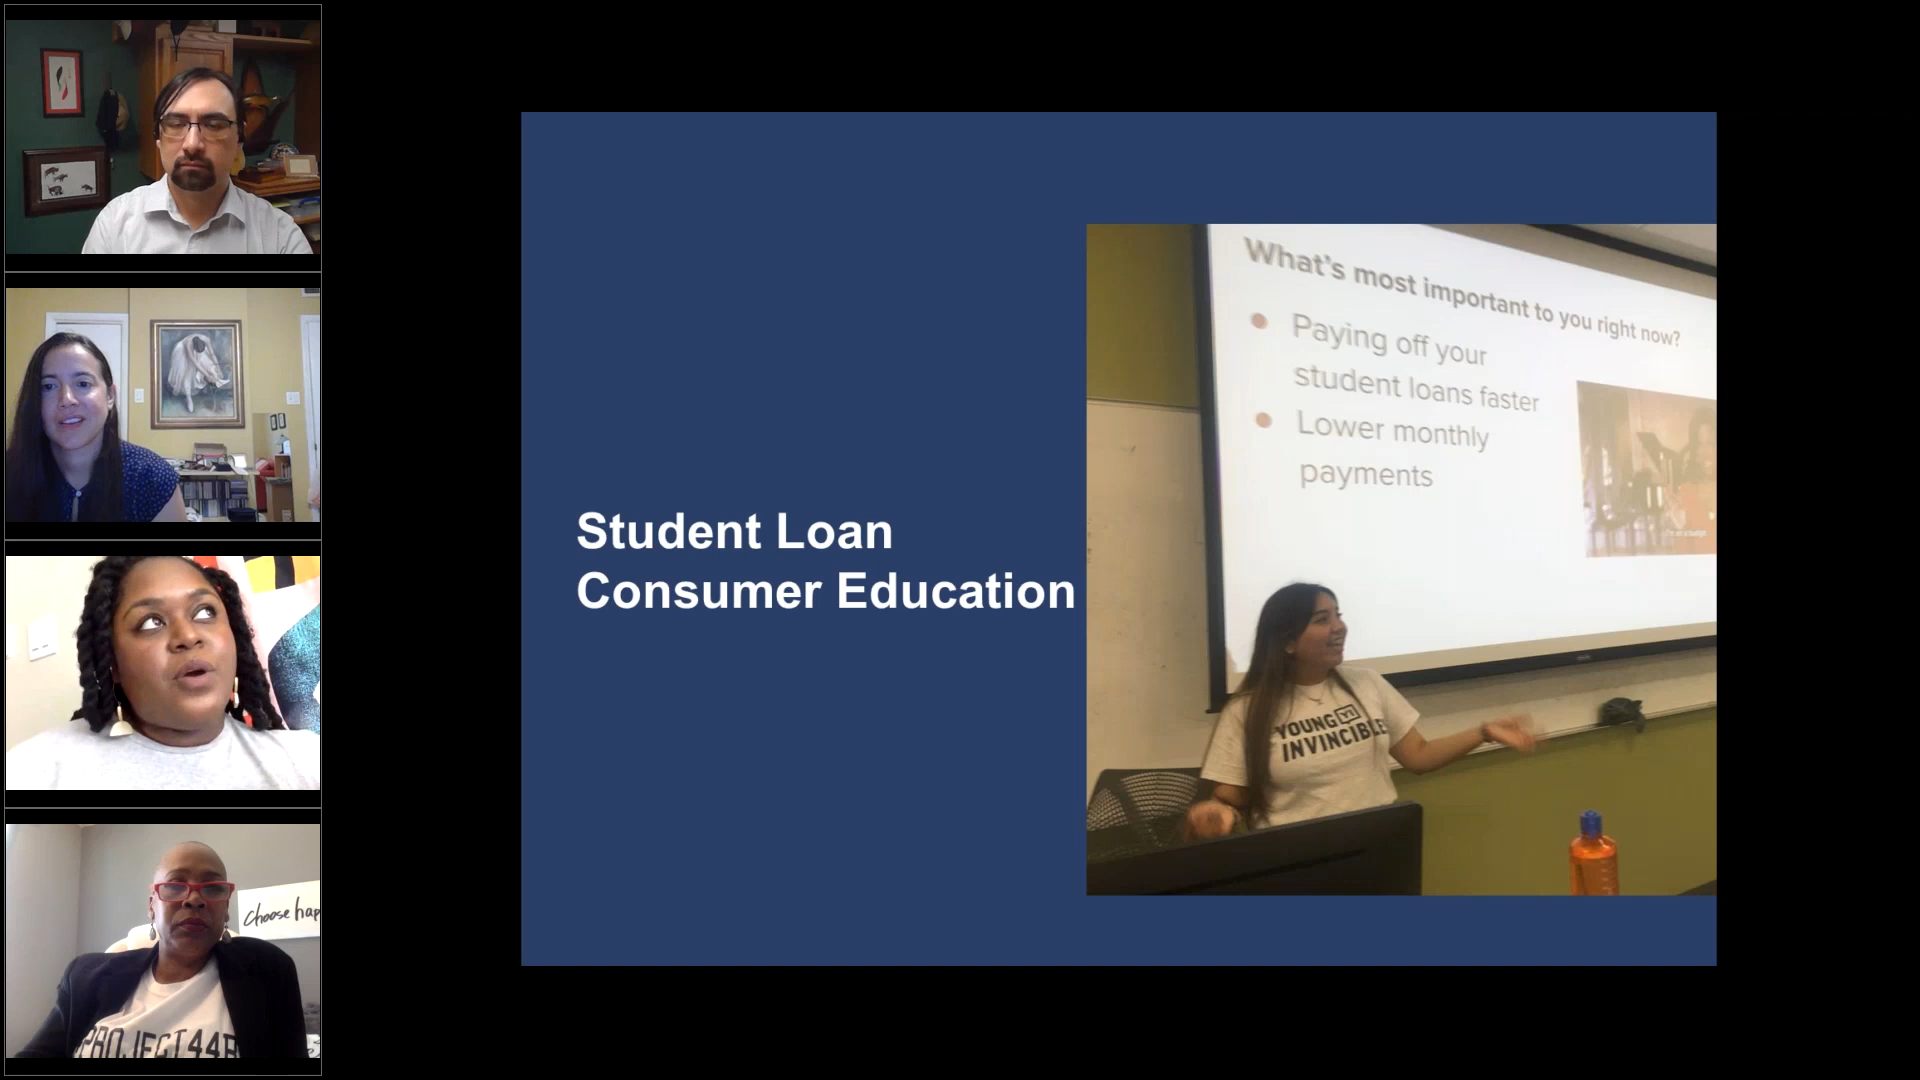 Student Loan
Consumer Education
What's most important to you right now?
Paying off your
student loans faster
Lower monthly
payments
YOUNG YI
INVINCIBLE
choose hap
PROJECT44